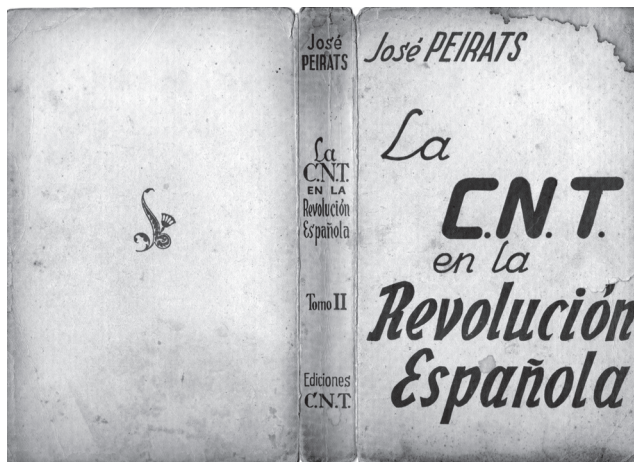 José
PEIRATS
La
C.N.T.
EN LA
Revolución
Española
Tomo II
Ediciones
C.N.T.
José PEIRATS
La
C.N.T.
en la
Revolución
Española